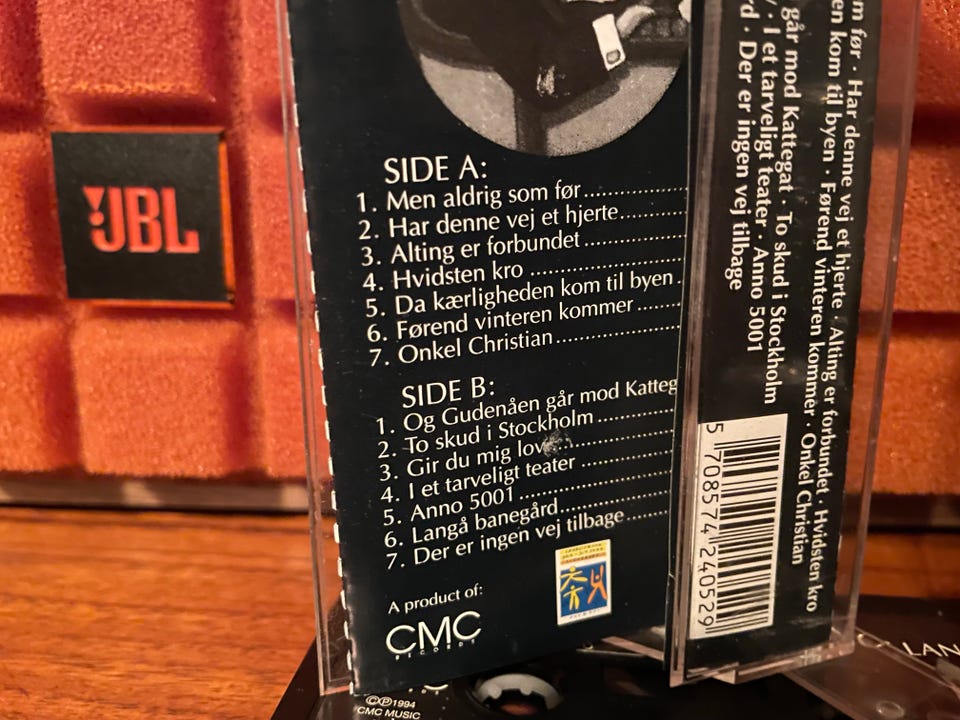 JBL
SIDE A:
1. Men aldrig som før
2. Har denne vej et hjerte
3. Alting er forbundet
4. Hvidsten kro
5. Da kærligheden kom til byen
6. Førend vinteren kommer
7. Onkel Christian
SIDE B:
1. Og Gudenåen går mod Katteg
2. To skud i Stockholm
3. Gir du mig lov
4. I et tarveligt teater
5. Anno 5001
6. Langå banegård
7. Der er ingen vej tilbage
A product of:
CMC
RECORDS
©℗1994
CMC MUSIC
m før · Har denne vej et hjerte · Alting er forbundet · Hvidsten kro
en kom til byen · Førend vinteren kommer · Onkel Christian
går mod Kattegat · To skud i Stockholm
· I et tarveligt teater · Anno 5001
rd · Der er ingen vej tilbage
5 708574 240529
LAN